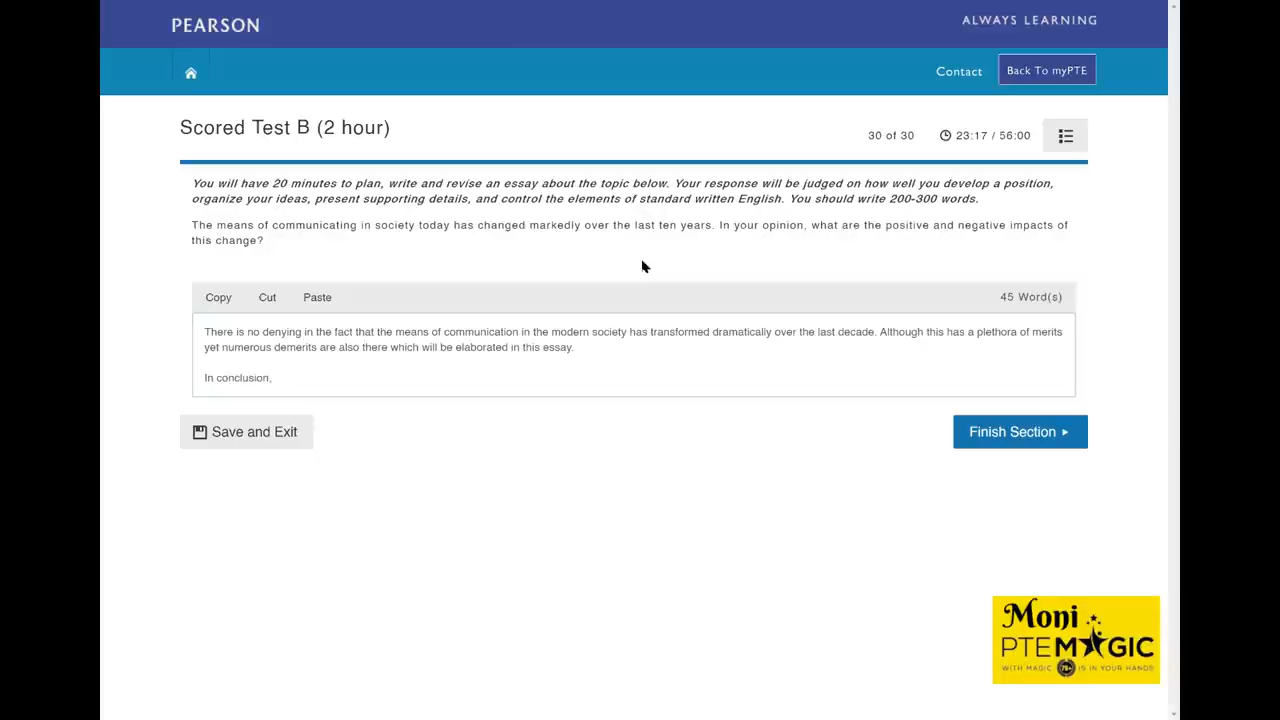 PEARSON
ALWAYS LEARNING
Contact
Back To myPTE
Scored Test B (2 hour)
30 of 30
23:17 / 56:00
You will have 20 minutes to plan, write and revise an essay about the topic below. Your response will be judged on how well you develop a position,
organize your ideas, present supporting details, and control the elements of standard written English. You should write 200-300 words.
The means of communicating in society today has changed markedly over the last ten years. In your opinion, what are the positive and negative impacts of
this change?
Copy Cut Paste 45 Word(s)
There is no denying in the fact that the means of communication in the modern society has transformed dramatically over the last decade. Although this has a plethora of merits
yet numerous demerits are also there which will be elaborated in this essay.
In conclusion,
Save and Exit
Finish Section
Moni
PTEMAGIC
WITH MAGIC 79+ IS IN YOUR HANDS